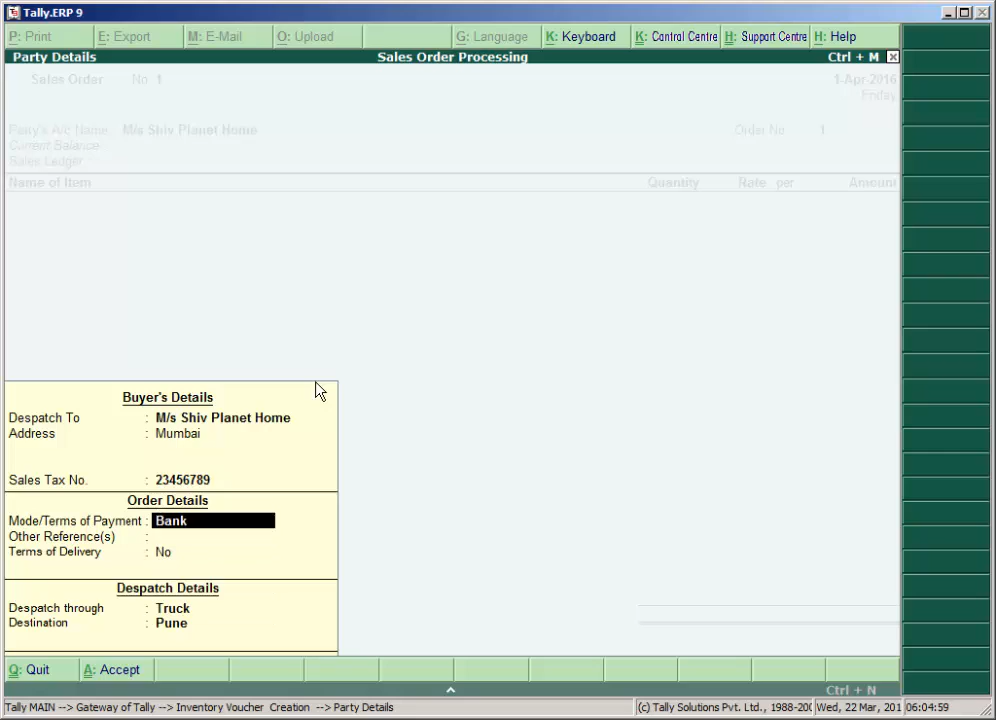 Tally.ERP 9
P: Print E: Export M: E-Mail O: Upload G: Language K: Keyboard K: Control Centre H: Support Centre H: Help
Party Details Sales Order Processing Ctrl + M
Sales Order No. 1 1-Apr-2016
Friday
Party's A/c Name M/s Shiv Planet Home Order No 1
Current Balance
Sales Ledger
Name of Item Quantity Rate per Amount
Buyer's Details
Despatch To : M/s Shiv Planet Home
Address : Mumbai
Sales Tax No. : 23456789
Order Details
Mode/Terms of Payment : Bank
Other Reference(s) :
Terms of Delivery : No
Despatch Details
Despatch through : Truck
Destination : Pune
Q: Quit A: Accept
Ctrl + N
Tally MAIN --> Gateway of Tally --> Inventory Voucher Creation --> Party Details (c) Tally Solutions Pvt. Ltd., 1988-200 Wed, 22 Mar, 201 06:04:59